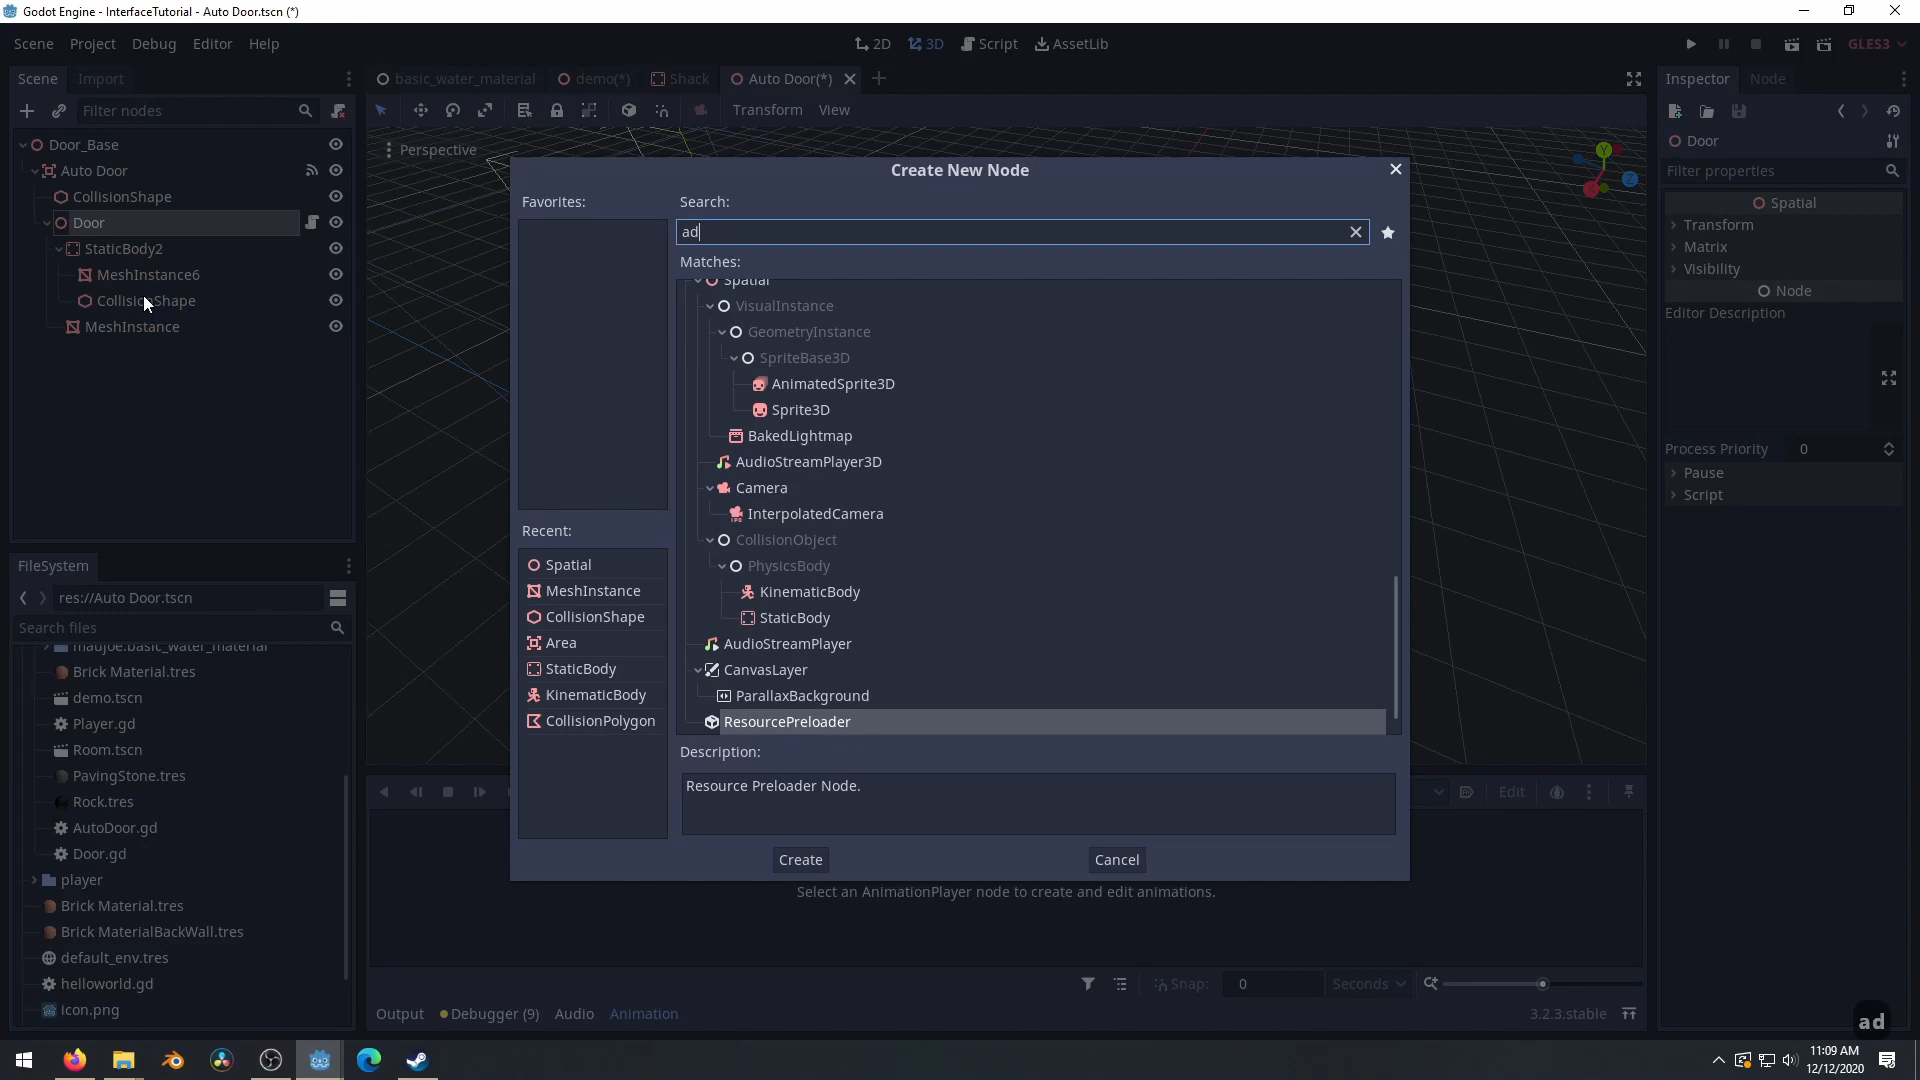 Godot Engine - InterfaceTutorial - Auto Door.tscn (*)
Scene Project Debug Editor Help
2D 3D Script AssetLib
GLES3
Scene Import
Filter nodes
Door_Base
Auto Door
CollisionShape
Door
StaticBody2
MeshInstance6
CollisionShape
MeshInstance
basic_water_material demo(*) Shack Auto Door(*)
Transform View
Perspective
Create New Node
Favorites:
Recent:
Spatial
MeshInstance
CollisionShape
Area
StaticBody
KinematicBody
CollisionPolygon
Search:
ad
Matches:
Spatial
VisualInstance
GeometryInstance
SpriteBase3D
AnimatedSprite3D
Sprite3D
BakedLightmap
AudioStreamPlayer3D
Camera
InterpolatedCamera
CollisionObject
PhysicsBody
KinematicBody
StaticBody
AudioStreamPlayer
CanvasLayer
ParallaxBackground
ResourcePreloader
Description:
Resource Preloader Node.
Create Cancel
Inspector Node
Door
Filter properties
Y
Z
Spatial
Transform
Matrix
Visibility
Node
Editor Description
Process Priority 0
Pause
Script
FileSystem
res://Auto Door.tscn
Search files
maujoe.basic_water_material
Brick Material.tres
demo.tscn
Player.gd
Room.tscn
PavingStone.tres
Rock.tres
AutoDoor.gd
Door.gd
player
Brick Material.tres
Brick MaterialBackWall.tres
default_env.tres
helloworld.gd
icon.png
Edit
Select an AnimationPlayer node to create and edit animations.
Snap: 0 Seconds
Output Debugger (9) Audio Animation
3.2.3.stable
ad
11:09 AM
12/12/2020